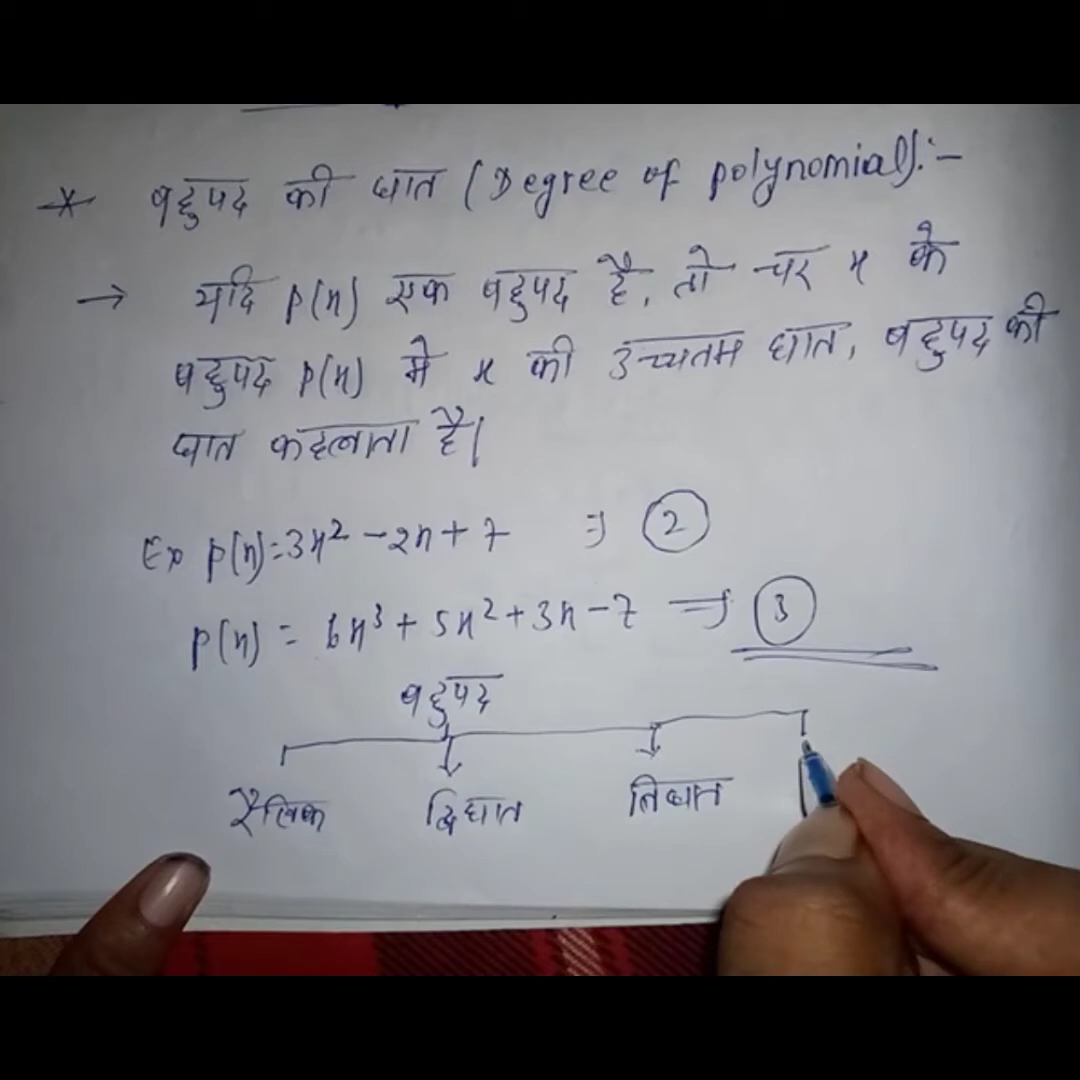 * बहुपद की घात (Degree of polynomial):-
→ यदि p(x) एक बहुपद है, तो चर x के
बहुपद p(x) मे x की उच्चतम घात, बहुपद की
घात कहलाता है।
Ex p(x)=3x²-2x+7 ⇒ 2
p(x) = 6x³+5x²+3x-7 ⇒ 3
बहुपद
रैखिक द्विघात त्रिघात